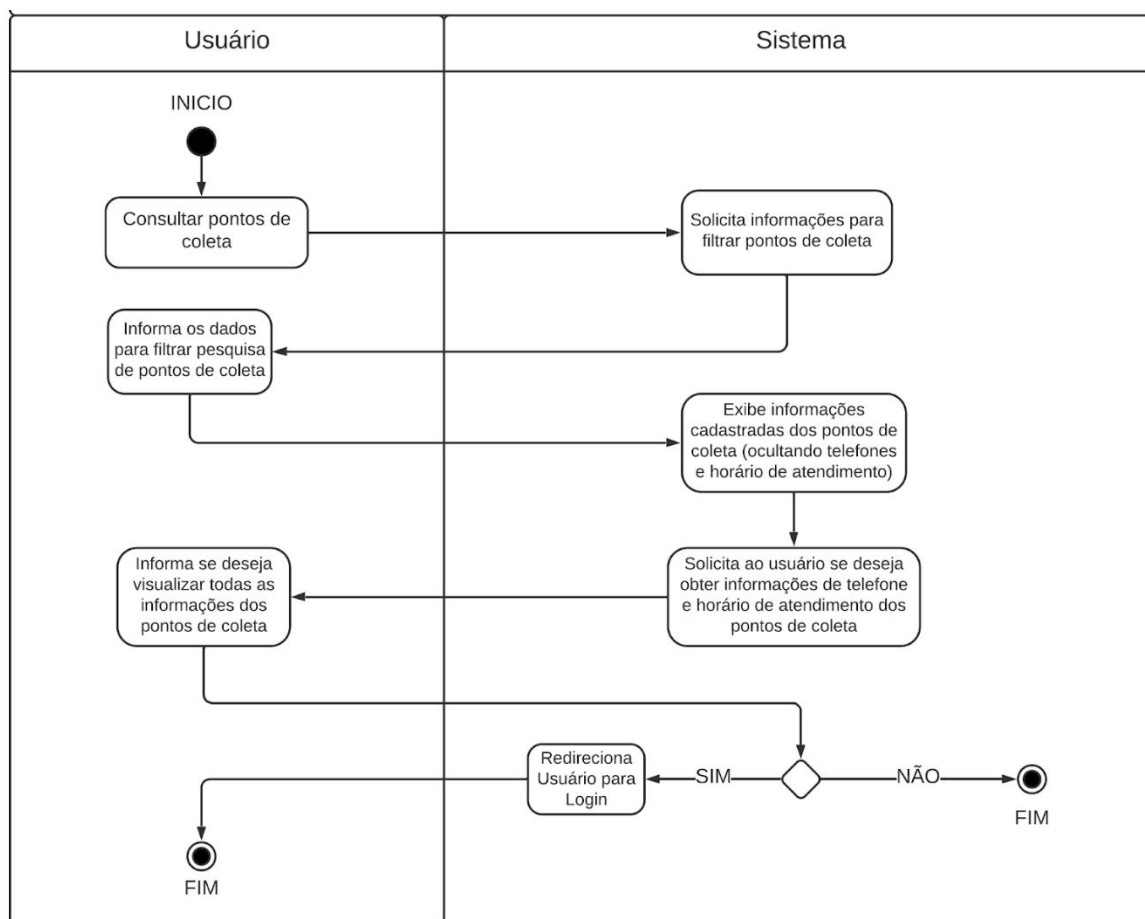 Usuário
Sistema
INICIO
Consultar pontos de
coleta
Solicita informações para
filtrar pontos de coleta
Informa os dados
para filtrar pesquisa
de pontos de coleta
Exibe informações
cadastradas dos pontos de
coleta (ocultando telefones
e horário de atendimento)
Informa se deseja
visualizar todas as
informações dos
pontos de coleta
Solicita ao usuário se deseja
obter informações de telefone
e horário de atendimento dos
pontos de coleta
Redireciona
Usuário para
Login
SIM
NÃO
FIM
FIM